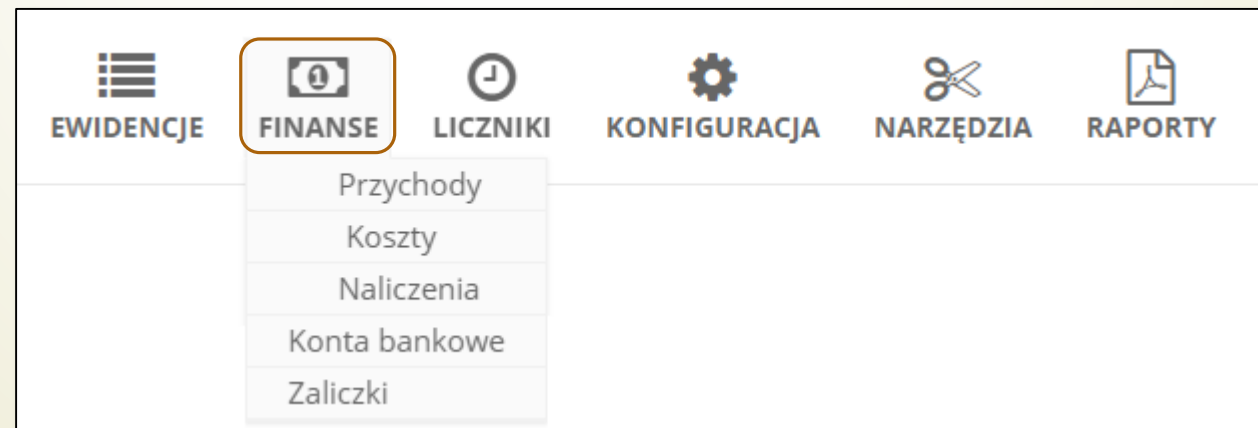 EWIDENCJE FINANSE LICZNIKI KONFIGURACJA NARZĘDZIA RAPORTY
Przychody
Koszty
Naliczenia
Konta bankowe
Zaliczki